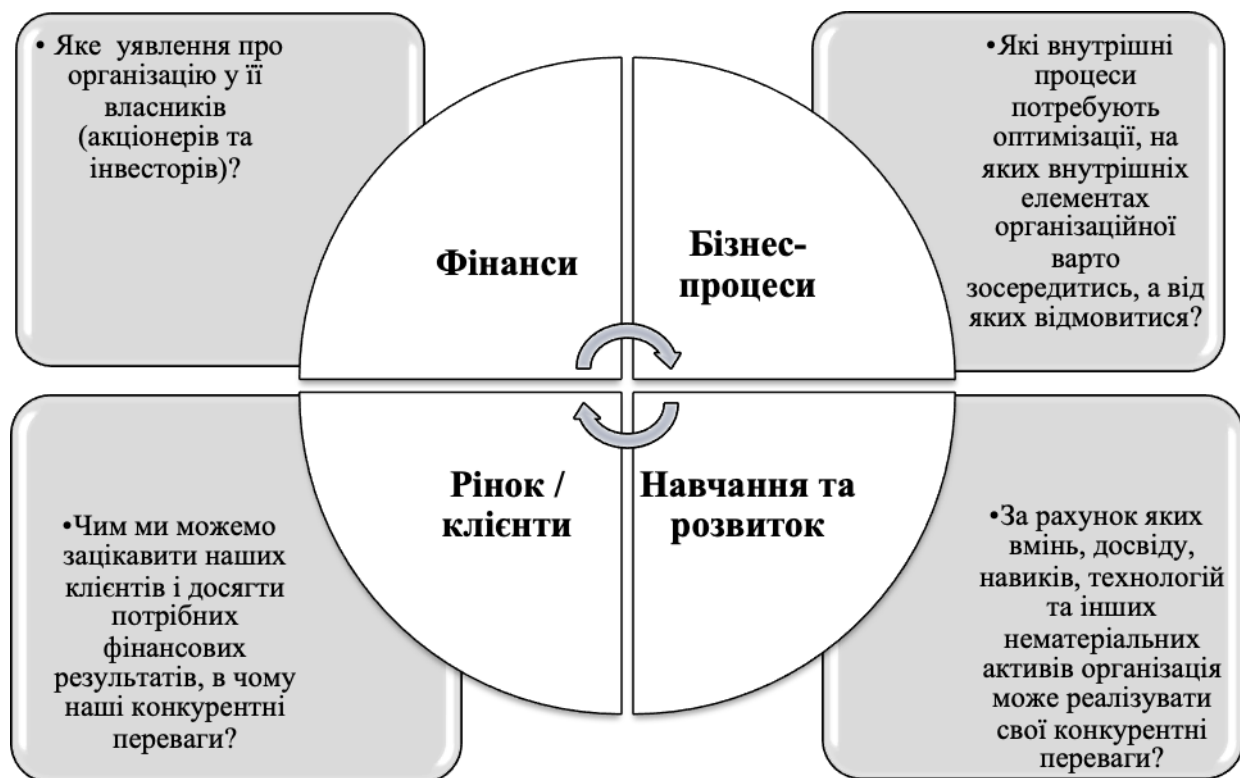 • Яке уявлення про
організацію у її
власників
(акціонерів та
інвесторів)?
Фінанси
Бізнес-
процеси
•Які внутрішні
процеси
потребують
оптимізації, на
яких внутрішніх
елементах
організаційної
варто
зосередитись, а від
яких відмовитися?
•Чим ми можемо
зацікавити наших
клієнтів і досягти
потрібних
фінансових
результатів, в чому
наші конкурентні
переваги?
Рінок /
клієнти
Навчання та
розвиток
•За рахунок яких
вмінь, досвіду,
навиків, технологій
та інших
нематеріальних
активів організація
може реалізувати
свої конкурентні
переваги?